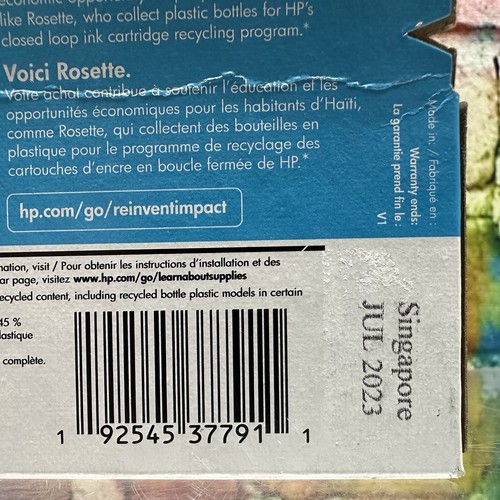 like Rosette, who collect plastic bottles for HP's
closed loop ink cartridge recycling program.*
Voici Rosette.
Votre achat contribue à soutenir l'éducation et les
opportunités économiques pour les habitants d'Haïti,
comme Rosette, qui collectent des bouteilles en
plastique pour le programme de recyclage des
cartouches d'encre en boucle fermée de HP.*
hp.com/go/reinventimpact
Made in: / Fabriqué en :
Warranty ends:
La garantie prend fin le :
V1
nation, visit / Pour obtenir les instructions d'installation et des
ar page, visitez www.hp.com/go/learnaboutsupplies
ecycled content, including recycled bottle plastic models in certain
45 %
lastique
complète.
Singapore
JUL 2023
1 92545 37791 1